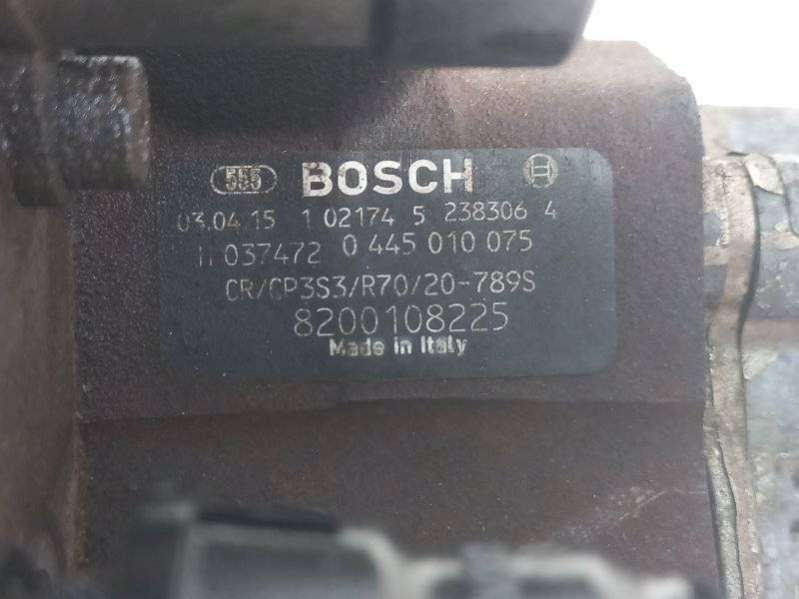 555 BOSCH
03.04.15 1 02174 5 238306 4
H 037472 0 445 010 075
CR/CP3S3/R70/20-789S
8200108225
Made in Italy